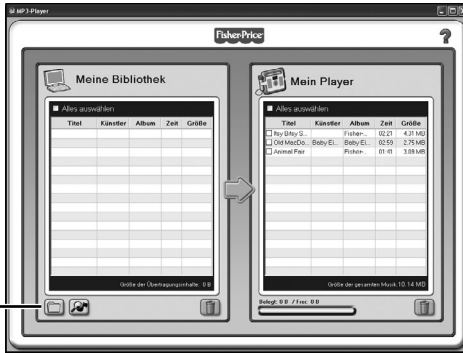 MP3-Player
Fisher-Price
?
Meine Bibliothek
Alles auswählen
Titel Künstler Album Zeit Größe
Größe der Übertragungsinhalte: 0 B
Mein Player
Alles auswählen
Titel Künstler Album Zeit Größe
Itsy Bitsy S... Fisher-.. 02:21 4,31 MB
Old MacDo... Baby Ei... Baby Ei... 02:59 2,75 MB
Animal Fair Fisher-.. 01:41 3,09 MB
Größe der gesamten Musik: 10.14 MB
Belegt: 0 B / Frei: 0 B